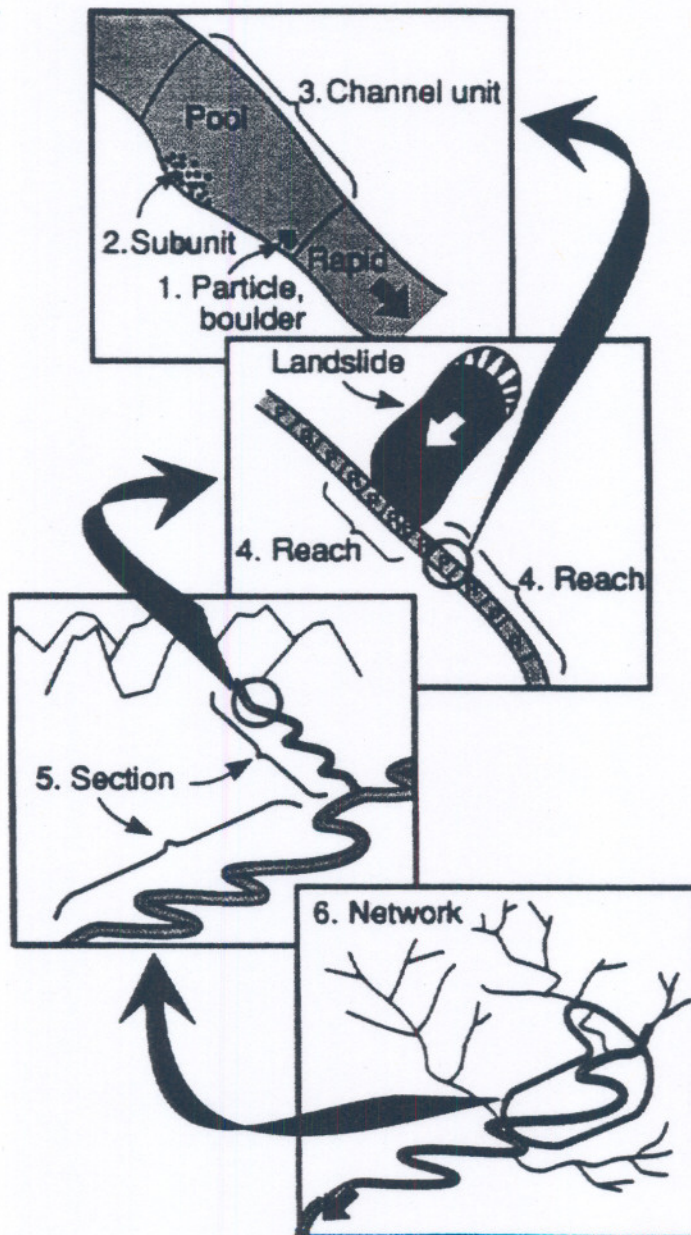 3. Channel unit
Pool
2. Subunit
Rapid
1. Particle,
boulder
Landslide
4. Reach
4. Reach
5. Section
6. Network